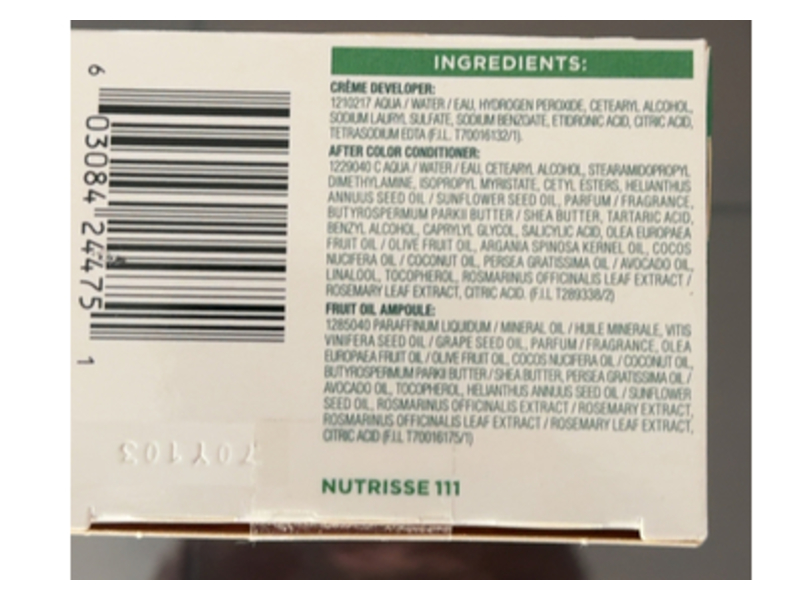 INGREDIENTS:
CRÈME DEVELOPER:
1210217 AQUA / WATER / EAU, HYDROGEN PEROXIDE, CETEARYL ALCOHOL,
SODIUM LAURYL SULFATE, SODIUM BENZOATE, ETIDRONIC ACID, CITRIC ACID,
TETRASODIUM EDTA (F.I.L. T70016132/1).
AFTER COLOR CONDITIONER:
1229040 C AQUA / WATER / EAU, CETEARYL ALCOHOL, STEARAMIDOPROPYL
DIMETHYLAMINE, ISOPROPYL MYRISTATE, CETYL ESTERS, HELIANTHUS
ANNUUS SEED OIL / SUNFLOWER SEED OIL, PARFUM / FRAGRANCE,
BUTYROSPERMUM PARKII BUTTER / SHEA BUTTER, TARTARIC ACID,
BENZYL ALCOHOL, CAPRYLYL GLYCOL, SALICYLIC ACID, OLEA EUROPAEA
FRUIT OIL / OLIVE FRUIT OIL, ARGANIA SPINOSA KERNEL OIL, COCOS
NUCIFERA OIL / COCONUT OIL, PERSEA GRATISSIMA OIL / AVOCADO OIL,
LINALOOL, TOCOPHEROL, ROSMARINUS OFFICINALIS LEAF EXTRACT /
ROSEMARY LEAF EXTRACT, CITRIC ACID. (F.I.L T289338/2)
FRUIT OIL AMPOULE:
1285040 PARAFFINUM LIQUIDUM / MINERAL OIL / HUILE MINERALE, VITIS
VINIFERA SEED OIL / GRAPE SEED OIL, PARFUM / FRAGRANCE, OLEA
EUROPAEA FRUIT OIL / OLIVE FRUIT OIL, COCOS NUCIFERA OIL / COCONUT OIL,
BUTYROSPERMUM PARKII BUTTER / SHEA BUTTER, PERSEA GRATISSIMA OIL /
AVOCADO OIL, TOCOPHEROL, HELIANTHUS ANNUUS SEED OIL / SUNFLOWER
SEED OIL, ROSMARINUS OFFICINALIS EXTRACT / ROSEMARY EXTRACT,
ROSMARINUS OFFICINALIS LEAF EXTRACT / ROSEMARY LEAF EXTRACT,
CITRIC ACID (F.I.L T70016175/1)
NUTRISSE 111
6 03084 24475 1
70Y103